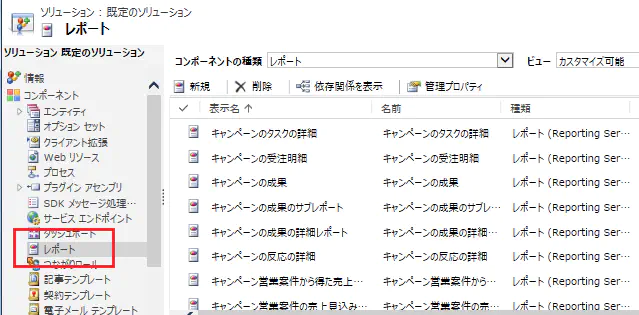 ソリューション : 既定のソリューション
レポート
ソリューション 既定のソリューション
情報
コンポーネント
エンティティ
オプション セット
クライアント拡張
Web リソース
プロセス
プラグイン アセンブリ
SDK メッセージ処理...
サービス エンドポイント
ダッシュボード
レポート
つながりロール
記事テンプレート
契約テンプレート
電子メール テンプレート
コンポーネントの種類 レポート ビュー カスタマイズ可能
新規 削除 依存関係を表示 管理プロパティ
表示名 名前 種類
キャンペーンのタスクの詳細 キャンペーンのタスクの詳細 レポート (Reporting Ser...
キャンペーンの受注明細 キャンペーンの受注明細 レポート (Reporting Ser...
キャンペーンの成果 キャンペーンの成果 レポート (Reporting Ser...
キャンペーンの成果のサブレポート キャンペーンの成果のサブ... レポート (Reporting Ser...
キャンペーンの成果の詳細レポート キャンペーンの成果の詳... レポート (Reporting Ser...
キャンペーンの反応の詳細 キャンペーンの反応の詳細 レポート (Reporting Ser...
キャンペーン営業案件から得た売上... キャンペーン営業案件から... レポート (Reporting Ser...
キャンペーン営業案件の売上見込み... キャンペーン営業案件の... レポート (Reporting Ser...